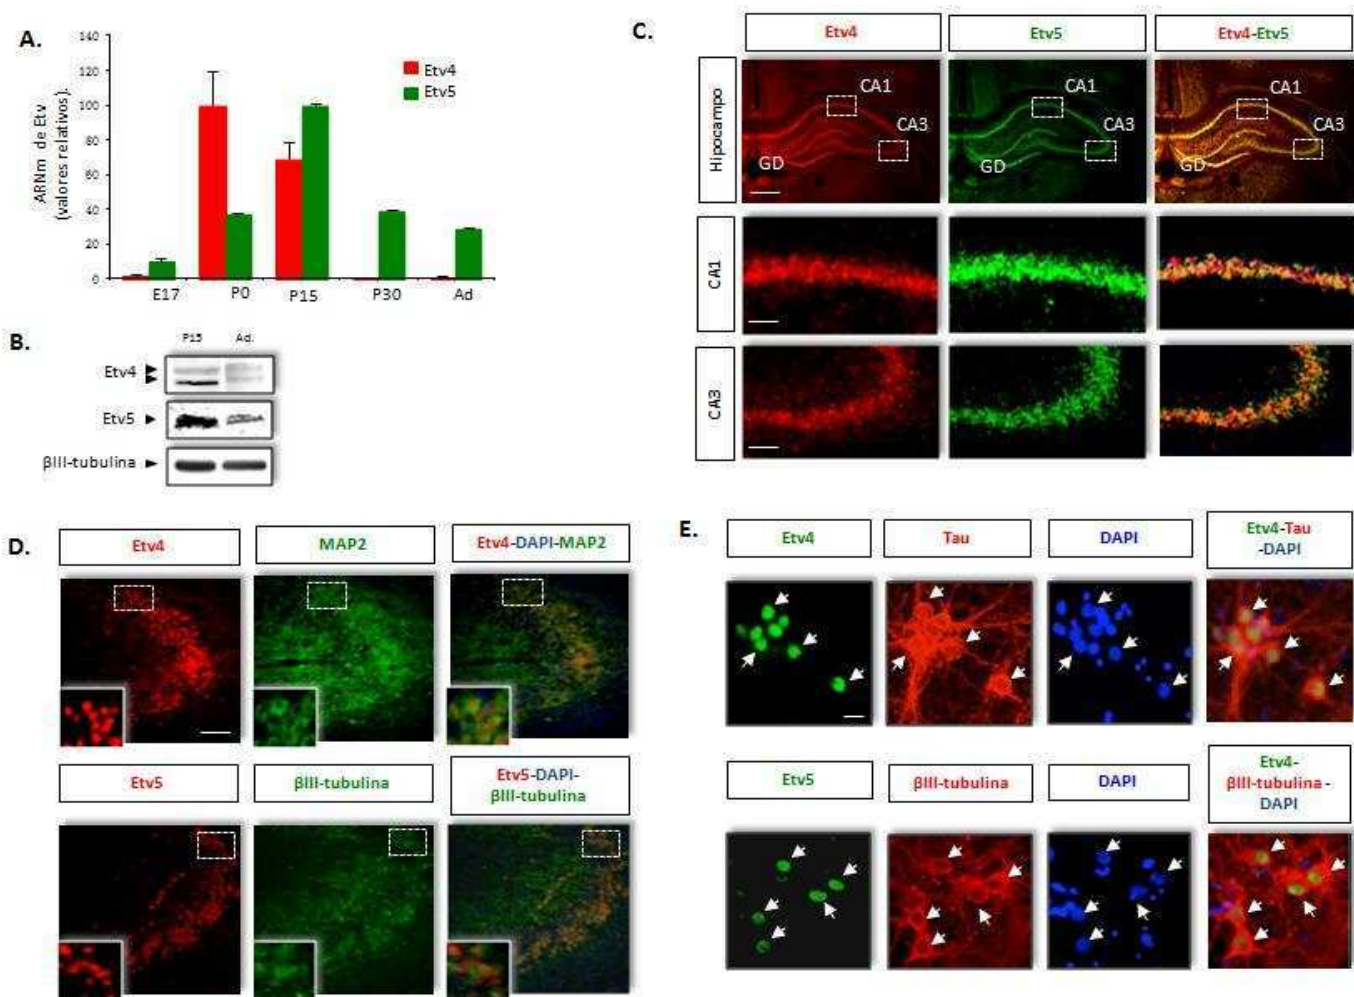 A.
ARNm de Etv
(valores relativos).
140
120
100
80
60
40
20
0
E17 P0 P15 P30 Ad
Etv4
Etv5
B.
P15 Ad.
Etv4
Etv5
βIII-tubulina
C.
Etv4 Etv5 Etv4-Etv5
Hipocampo
CA1 CA1 CA1
CA3 CA3 CA3
GD GD GD
CA1
CA3
D.
Etv4 MAP2 Etv4-DAPI-MAP2
Etv5 βIII-tubulina Etv5-DAPI-
βIII-tubulina
E.
Etv4 Tau DAPI Etv4-Tau
-DAPI
Etv5 βIII-tubulina DAPI Etv4-
βIII-tubulina-
DAPI